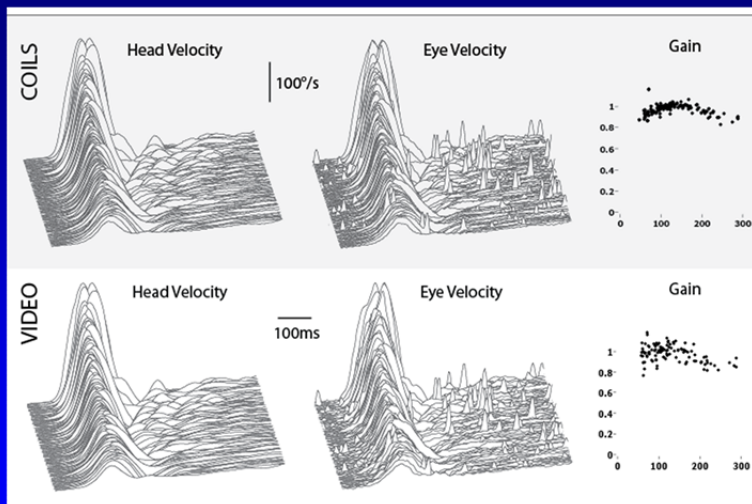 COILS
Head Velocity
100°/s
Eye Velocity
Gain
1
0.8
0.6
0.4
0.2
0
0 100 200 300
VIDEO
Head Velocity
100ms
Eye Velocity
Gain
1
0.8
0.6
0.4
0.2
0
0 100 200 300